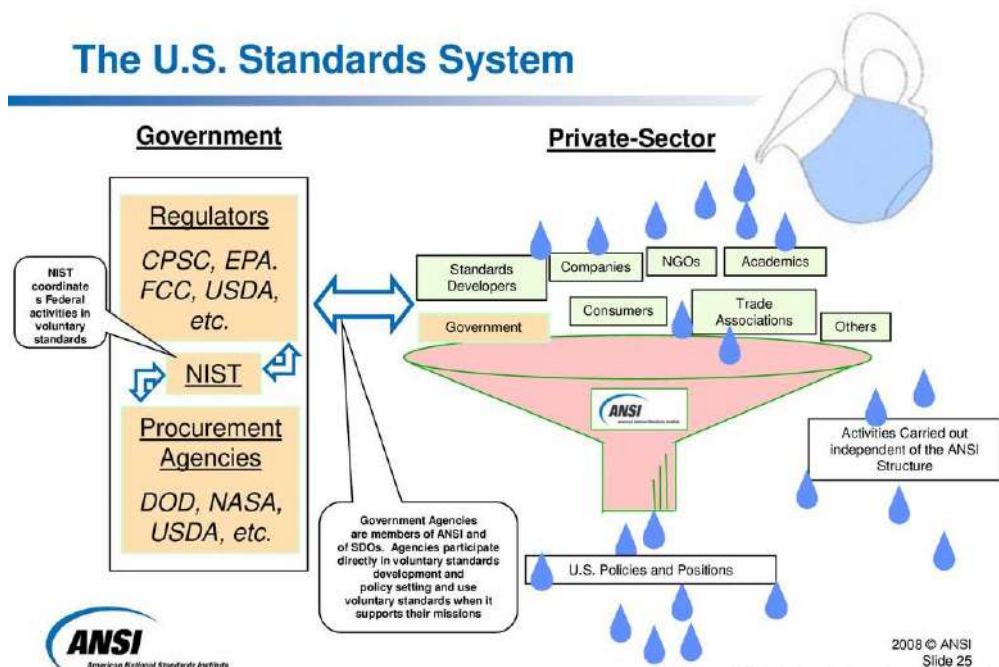 The U.S. Standards System
Government
Private-Sector
Regulators
CPSC, EPA.
FCC, USDA,
etc.
NIST
coordinate
s Federal
activities in
voluntary
standards
NIST
Procurement
Agencies
DOD, NASA,
USDA, etc.
Standards
Developers
Companies
NGOs
Academics
Government
Consumers
Trade
Associations
Others
ANSI
Activities Carried out
independent of the ANSI
Structure
Government Agencies
are members of ANSI and
of SDOs. Agencies participate
directly in voluntary standards
development and
policy setting and use
voluntary standards when it
supports their missions
U.S. Policies and Positions
ANSI
American National Standards Institute
2008 © ANSI
Slide 25